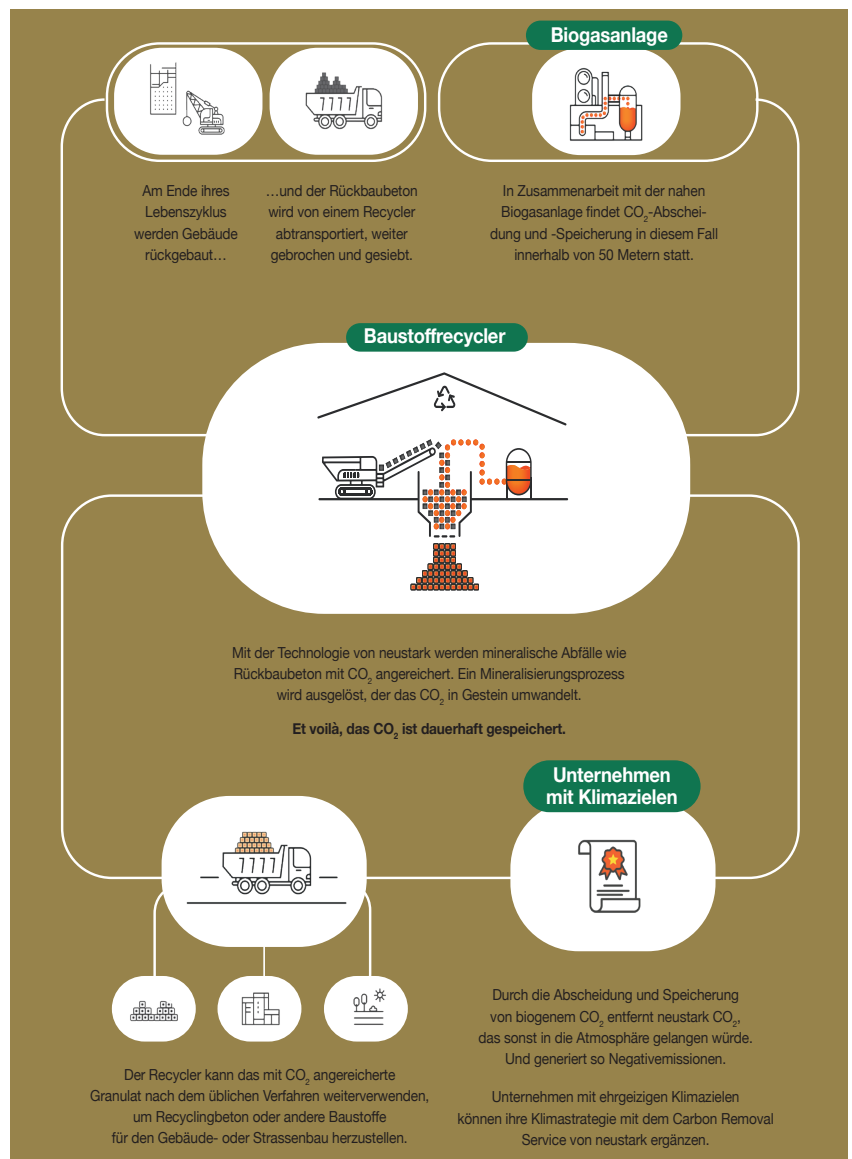 Biogasanlage
Am Ende ihres
Lebenszyklus
werden Gebäude
rückgebaut…
…und der Rückbaubeton
wird von einem Recycler
abtransportiert, weiter
gebrochen und gesiebt.
In Zusammenarbeit mit der nahen
Biogasanlage findet CO₂-Abschei-
dung und -Speicherung in diesem Fall
innerhalb von 50 Metern statt.
Baustoffrecycler
Mit der Technologie von neustark werden mineralische Abfälle wie
Rückbaubeton mit CO₂ angereichert. Ein Mineralisierungsprozess
wird ausgelöst, der das CO₂ in Gestein umwandelt.
Et voilà, das CO₂ ist dauerhaft gespeichert.
Unternehmen
mit Klimazielen
Der Recycler kann das mit CO₂ angereicherte
Granulat nach dem üblichen Verfahren weiterverwenden,
um Recyclingbeton oder andere Baustoffe
für den Gebäude- oder Strassenbau herzustellen.
Durch die Abscheidung und Speicherung
von biogenem CO₂ entfernt neustark CO₂,
das sonst in die Atmosphäre gelangen würde.
Und generiert so Negativemissionen.
Unternehmen mit ehrgeizigen Klimazielen
können ihre Klimastrategie mit dem Carbon Removal
Service von neustark ergänzen.